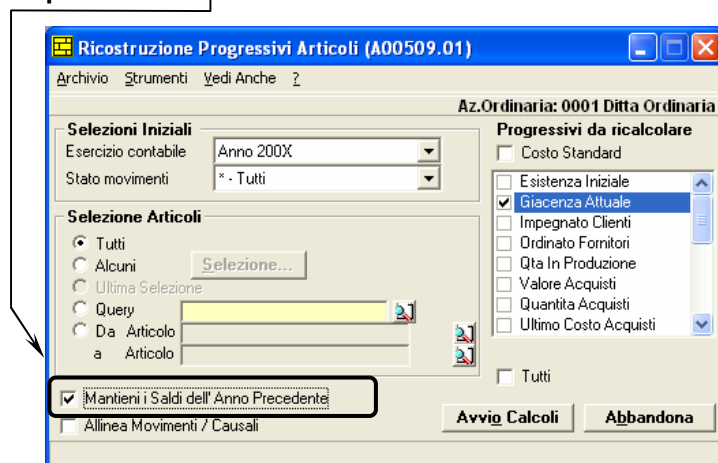 Ricostruzione Progressivi Articoli (A00509.01)
Archivio Strumenti Vedi Anche ?
Az.Ordinaria: 0001 Ditta Ordinaria
Selezioni Iniziali
Esercizio contabile Anno 200X
Stato movimenti * - Tutti
Selezione Articoli
Tutti
Alcuni Selezione...
Ultima Selezione
Query
Da Articolo
a Articolo
Mantieni i Saldi dell' Anno Precedente
Allinea Movimenti / Causali
Progressivi da ricalcolare
Costo Standard
Esistenza Iniziale
Giacenza Attuale
Impegnato Clienti
Ordinato Fornitori
Qta In Produzione
Valore Acquisti
Quantita Acquisti
Ultimo Costo Acquisti
Tutti
Avvio Calcoli Abbandona